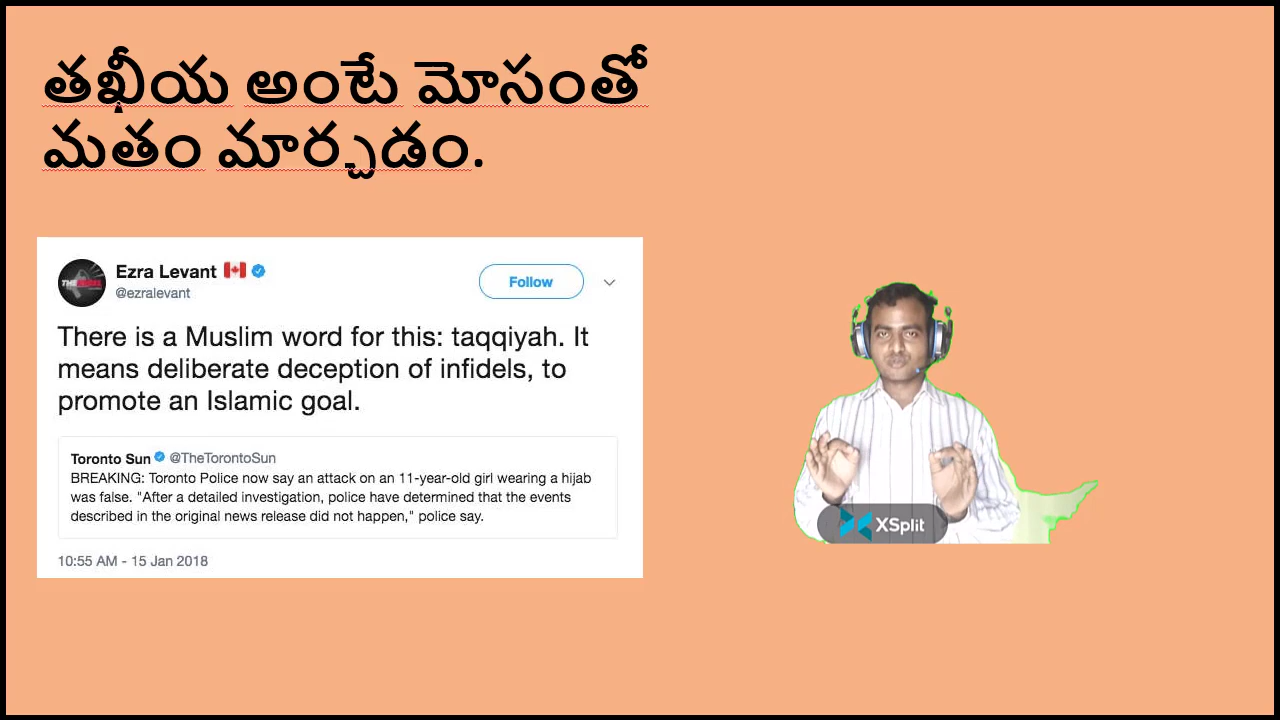 తఖీయ అంటే మోసంతో
మతం మార్చడం.
Ezra Levant
@ezralevant
Follow
There is a Muslim word for this: taqqiyah. It
means deliberate deception of infidels, to
promote an Islamic goal.
Toronto Sun @TheTorontoSun
BREAKING: Toronto Police now say an attack on an 11-year-old girl wearing a hijab
was false. "After a detailed investigation, police have determined that the events
described in the original news release did not happen," police say.
10:55 AM - 15 Jan 2018
XSplit